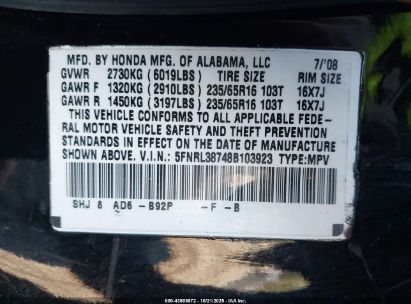 MFD. BY HONDA MFG. OF ALABAMA, LLC 7/'08
GVWR 2730KG (6019LBS) TIRE SIZE RIM SIZE
GAWR F 1320KG (2910LBS) 235/65R16 103T 16X7J
GAWR R 1450KG (3197LBS) 235/65R16 103T 16X7J
THIS VEHICLE CONFORMS TO ALL APPLICABLE FEDE-
RAL MOTOR VEHICLE SAFETY AND THEFT PREVENTION
STANDARDS IN EFFECT ON THE DATE OF MANUFACTURE
SHOWN ABOVE. V.I.N.: 5FNRL38748B103923 TYPE:MPV
SHJ 8 AD6 -B92P -F -B